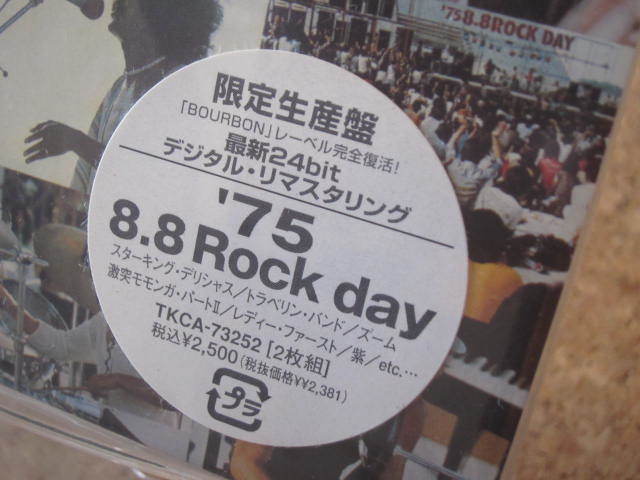 '75 8.8 ROCK DAY
限定生産盤
「BOURBON」レーベル完全復活!
最新24bit
デジタル・リマスタリング
'75
8.8 Rock day
スターキング・デリシャス/トラベリン・バンド/ズーム
激突モモンガ・パートII/レディー・ファースト/紫/etc…
TKCA-73252 [2枚組]
税込¥2,500(税抜価格¥¥2,381)
プラ